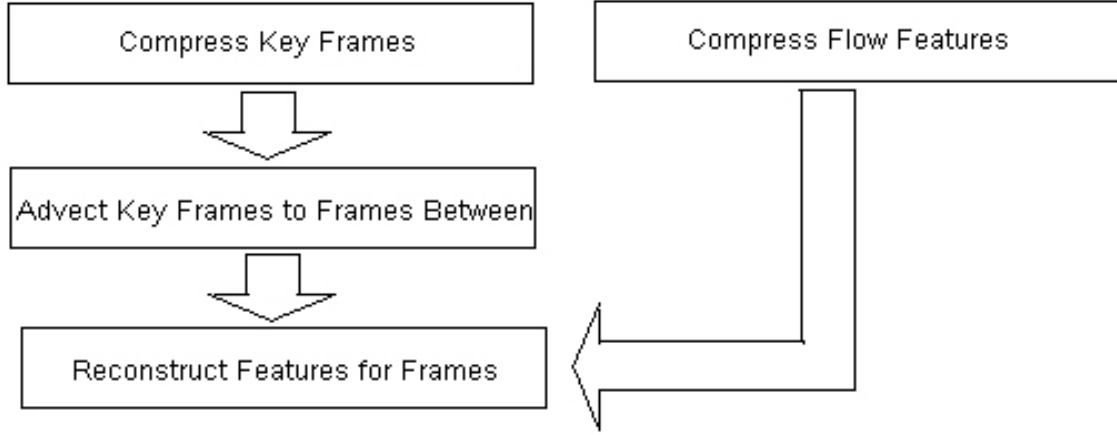 Compress Key Frames
Compress Flow Features
Advect Key Frames to Frames Between
Reconstruct Features for Frames